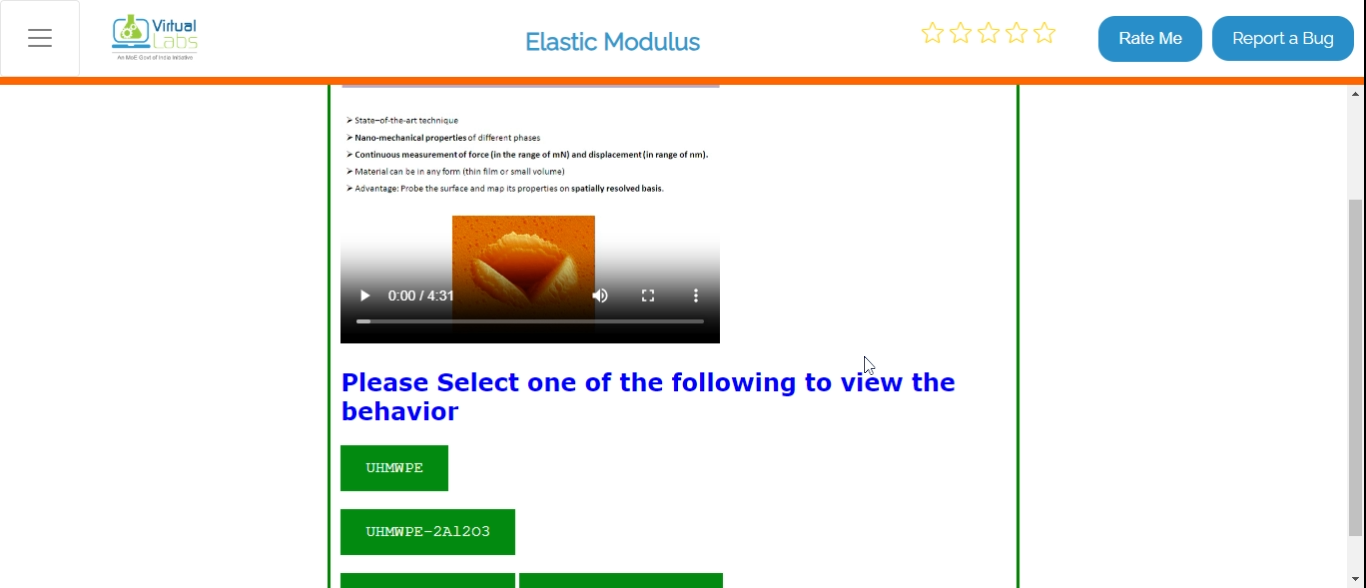 Virtual
Labs
An MoE Govt of India Initiative
Elastic Modulus
Rate Me
Report a Bug
➢ State–of-the-art technique
➢ Nano-mechanical properties of different phases
➢ Continuous measurement of force (in the range of mN) and displacement (in range of nm).
➢ Material can be in any form (thin film or small volume)
➢ Advantage: Probe the surface and map its properties on spatially resolved basis.
0:00 / 4:31
Please Select one of the following to view the
behavior
UHMWPE
UHMWPE-2Al2O3